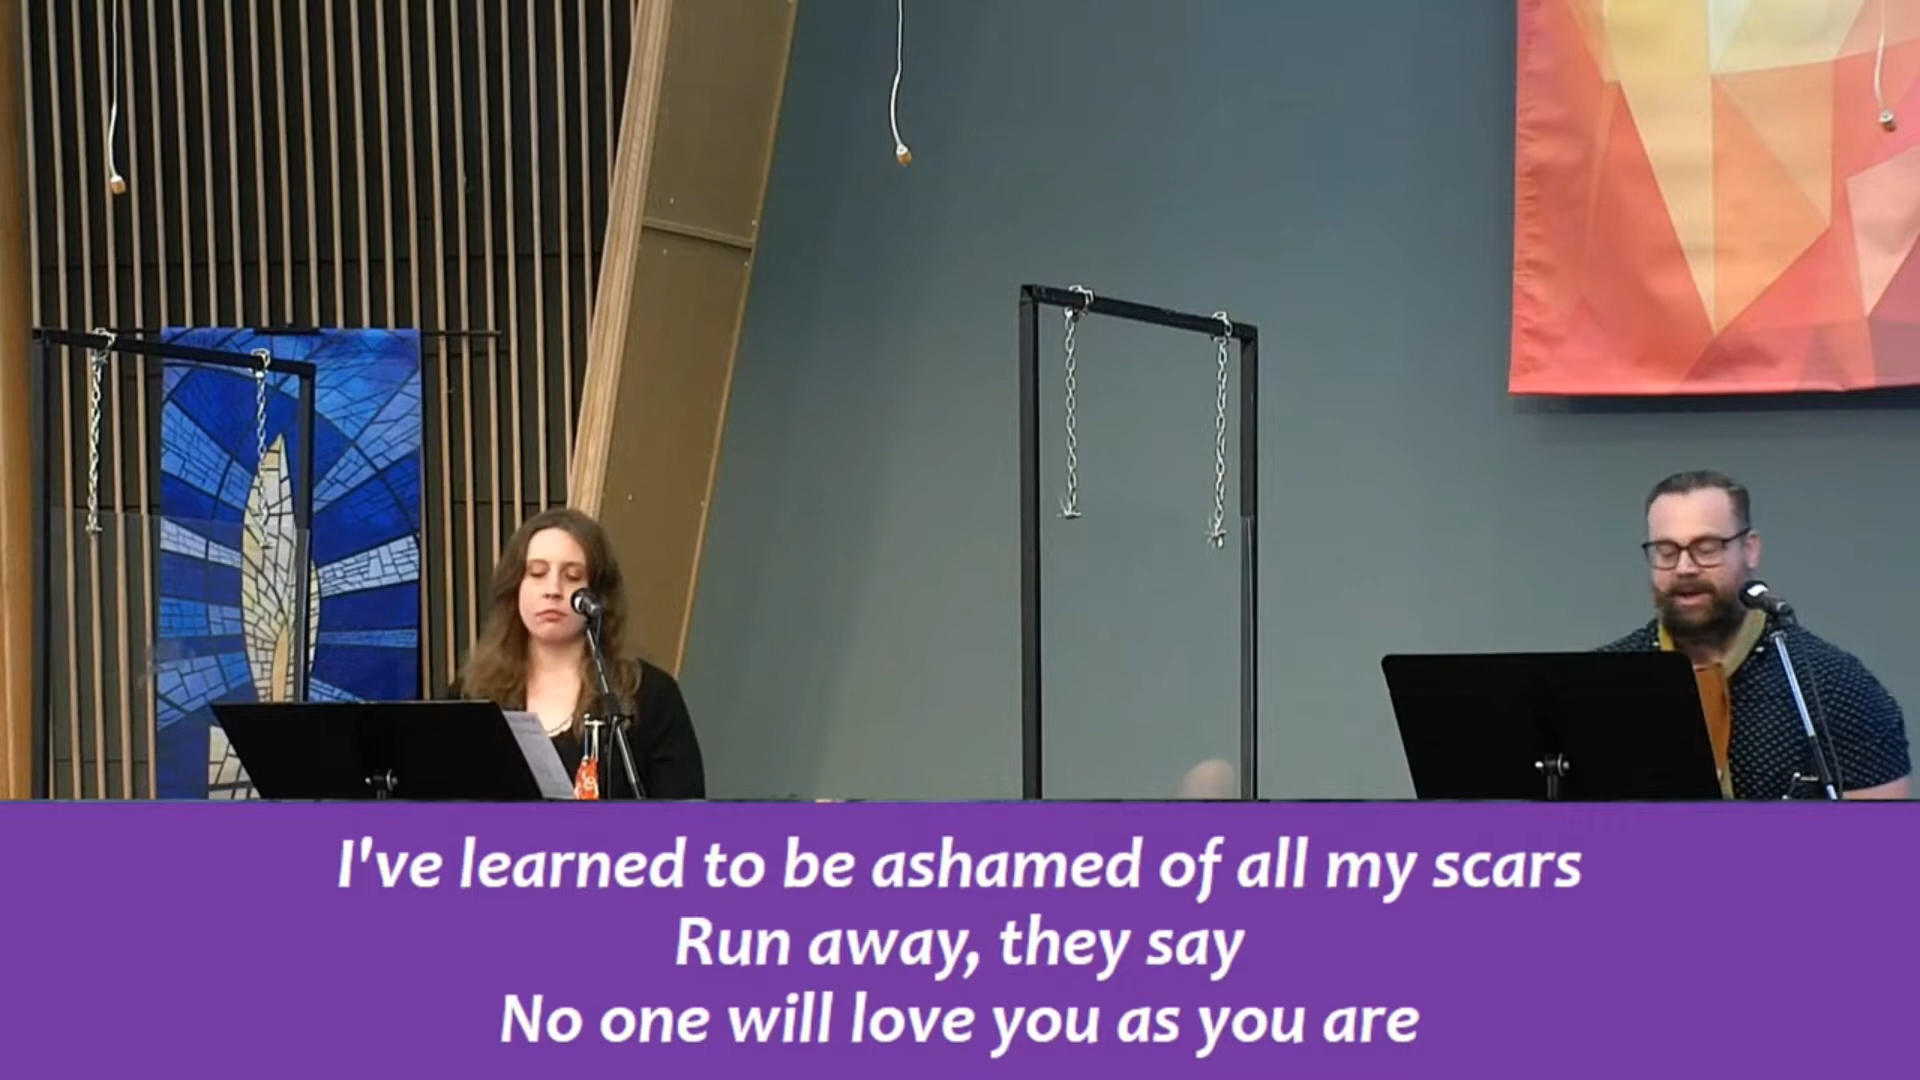 I've learned to be ashamed of all my scars
Run away, they say
No one will love you as you are